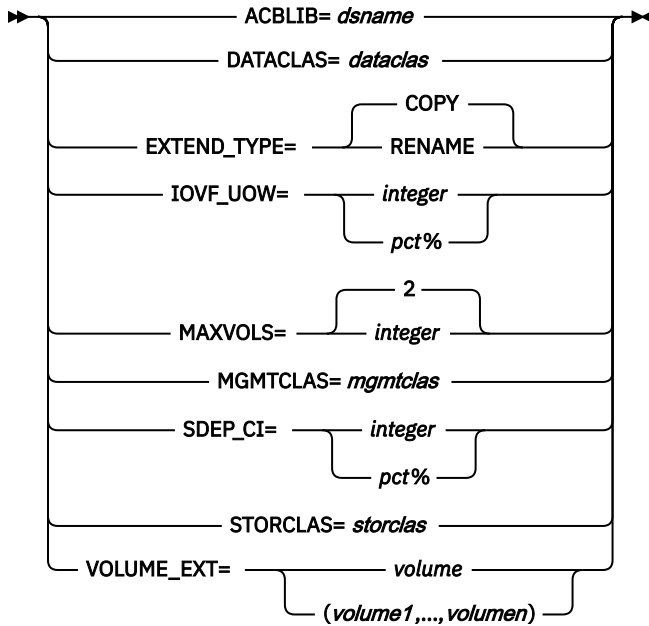 ACBLIB= dsname
DATACLAS= dataclas
COPY
EXTEND_TYPE= RENAME
IOVF_UOW= integer
pct%
2
MAXVOLS= integer
MGMTCLAS= mgmtclas
SDEP_CI= integer
pct%
STORCLAS= storclas
VOLUME_EXT= volume
(volume1,...,volumen)